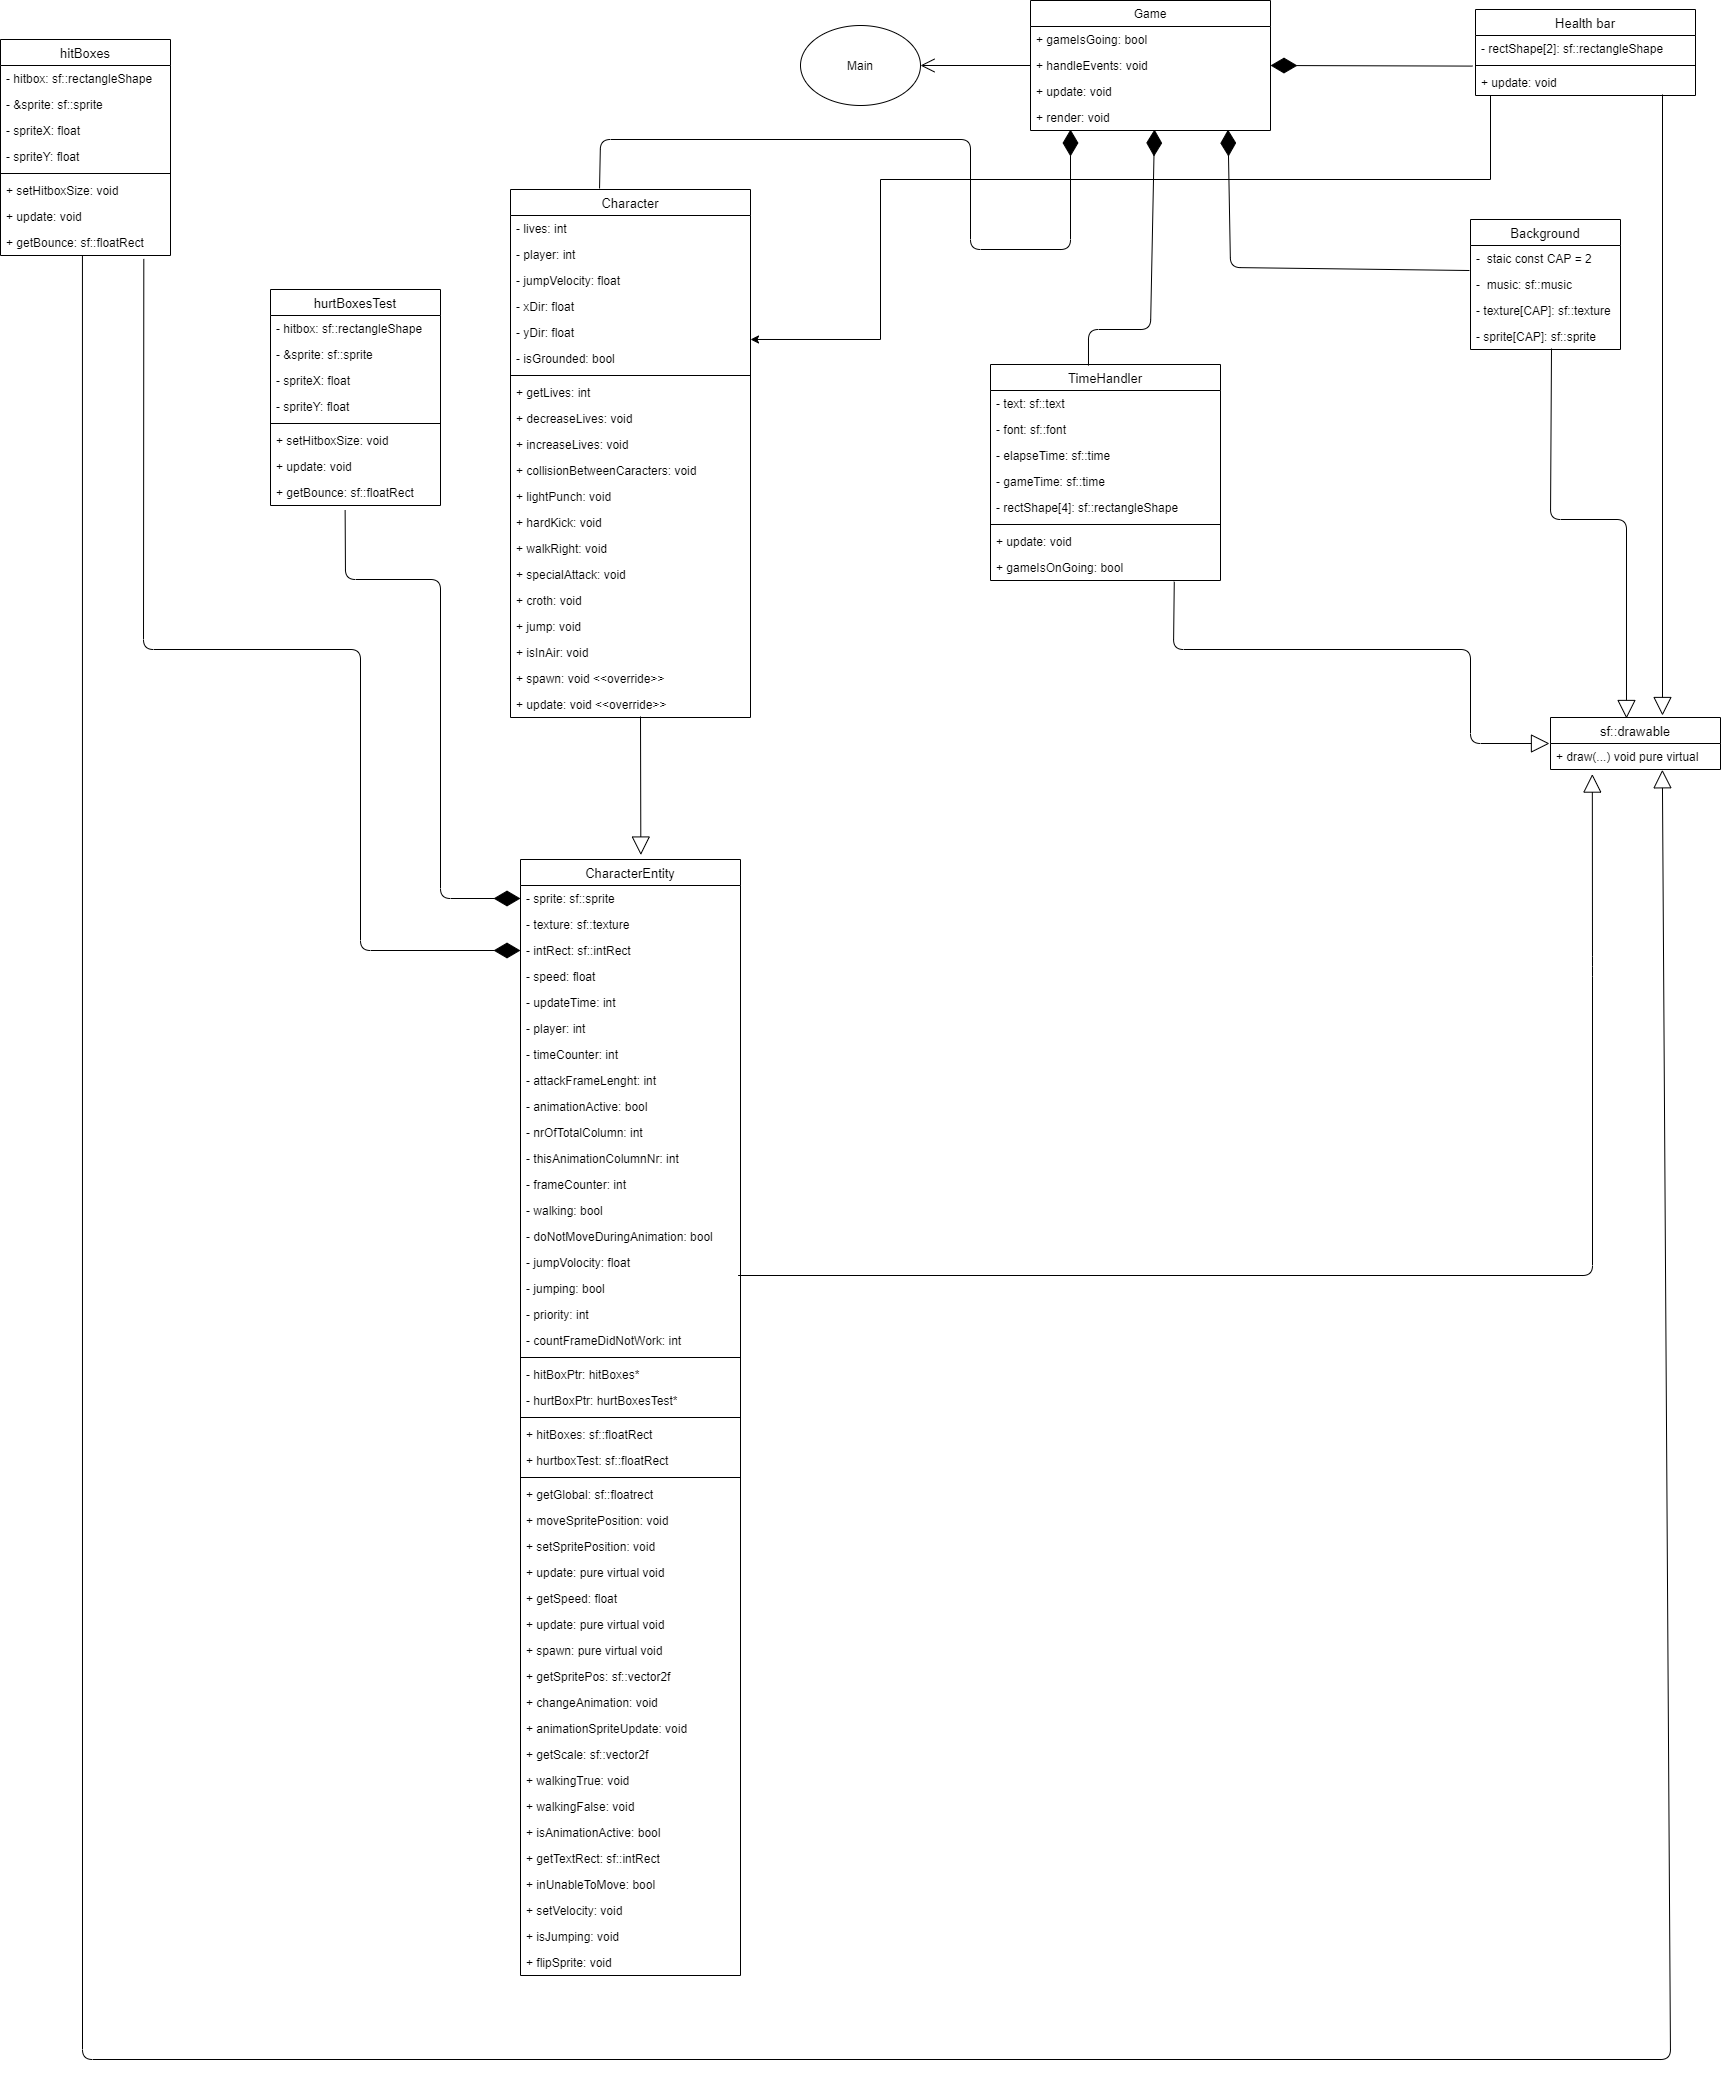 Game
+ gameIsGoing: bool
+ handleEvents: void
+ update: void
+ render: void
Main
Health bar
- rectShape[2]: sf::rectangleShape
+ update: void
hitBoxes
- hitbox: sf::rectangleShape
- &sprite: sf::sprite
- spriteX: float
- spriteY: float
+ setHitboxSize: void
+ update: void
+ getBounce: sf::floatRect
hurtBoxesTest
- hitbox: sf::rectangleShape
- &sprite: sf::sprite
- spriteX: float
- spriteY: float
+ setHitboxSize: void
+ update: void
+ getBounce: sf::floatRect
Character
- lives: int
- player: int
- jumpVelocity: float
- xDir: float
- yDir: float
- isGrounded: bool
+ getLives: int
+ decreaseLives: void
+ increaseLives: void
+ collisionBetweenCaracters: void
+ lightPunch: void
+ hardKick: void
+ walkRight: void
+ specialAttack: void
+ croth: void
+ jump: void
+ isInAir: void
+ spawn: void <<override>>
+ update: void <<override>>
Background
- staic const CAP = 2
- music: sf::music
- texture[CAP]: sf::texture
- sprite[CAP]: sf::sprite
TimeHandler
- text: sf::text
- font: sf::font
- elapseTime: sf::time
- gameTime: sf::time
- rectShape[4]: sf::rectangleShape
+ update: void
+ gameIsOnGoing: bool
sf::drawable
+ draw(...) void pure virtual
CharacterEntity
- sprite: sf::sprite
- texture: sf::texture
- intRect: sf::intRect
- speed: float
- updateTime: int
- player: int
- timeCounter: int
- attackFrameLenght: int
- animationActive: bool
- nrOfTotalColumn: int
- thisAnimationColumnNr: int
- frameCounter: int
- walking: bool
- doNotMoveDuringAnimation: bool
- jumpVolocity: float
- jumping: bool
- priority: int
- countFrameDidNotWork: int
- hitBoxPtr: hitBoxes*
- hurtBoxPtr: hurtBoxesTest*
+ hitBoxes: sf::floatRect
+ hurtboxTest: sf::floatRect
+ getGlobal: sf::floatrect
+ moveSpritePosition: void
+ setSpritePosition: void
+ update: pure virtual void
+ getSpeed: float
+ update: pure virtual void
+ spawn: pure virtual void
+ getSpritePos: sf::vector2f
+ changeAnimation: void
+ animationSpriteUpdate: void
+ getScale: sf::vector2f
+ walkingTrue: void
+ walkingFalse: void
+ isAnimationActive: bool
+ getTextRect: sf::intRect
+ inUnableToMove: bool
+ setVelocity: void
+ isJumping: void
+ flipSprite: void